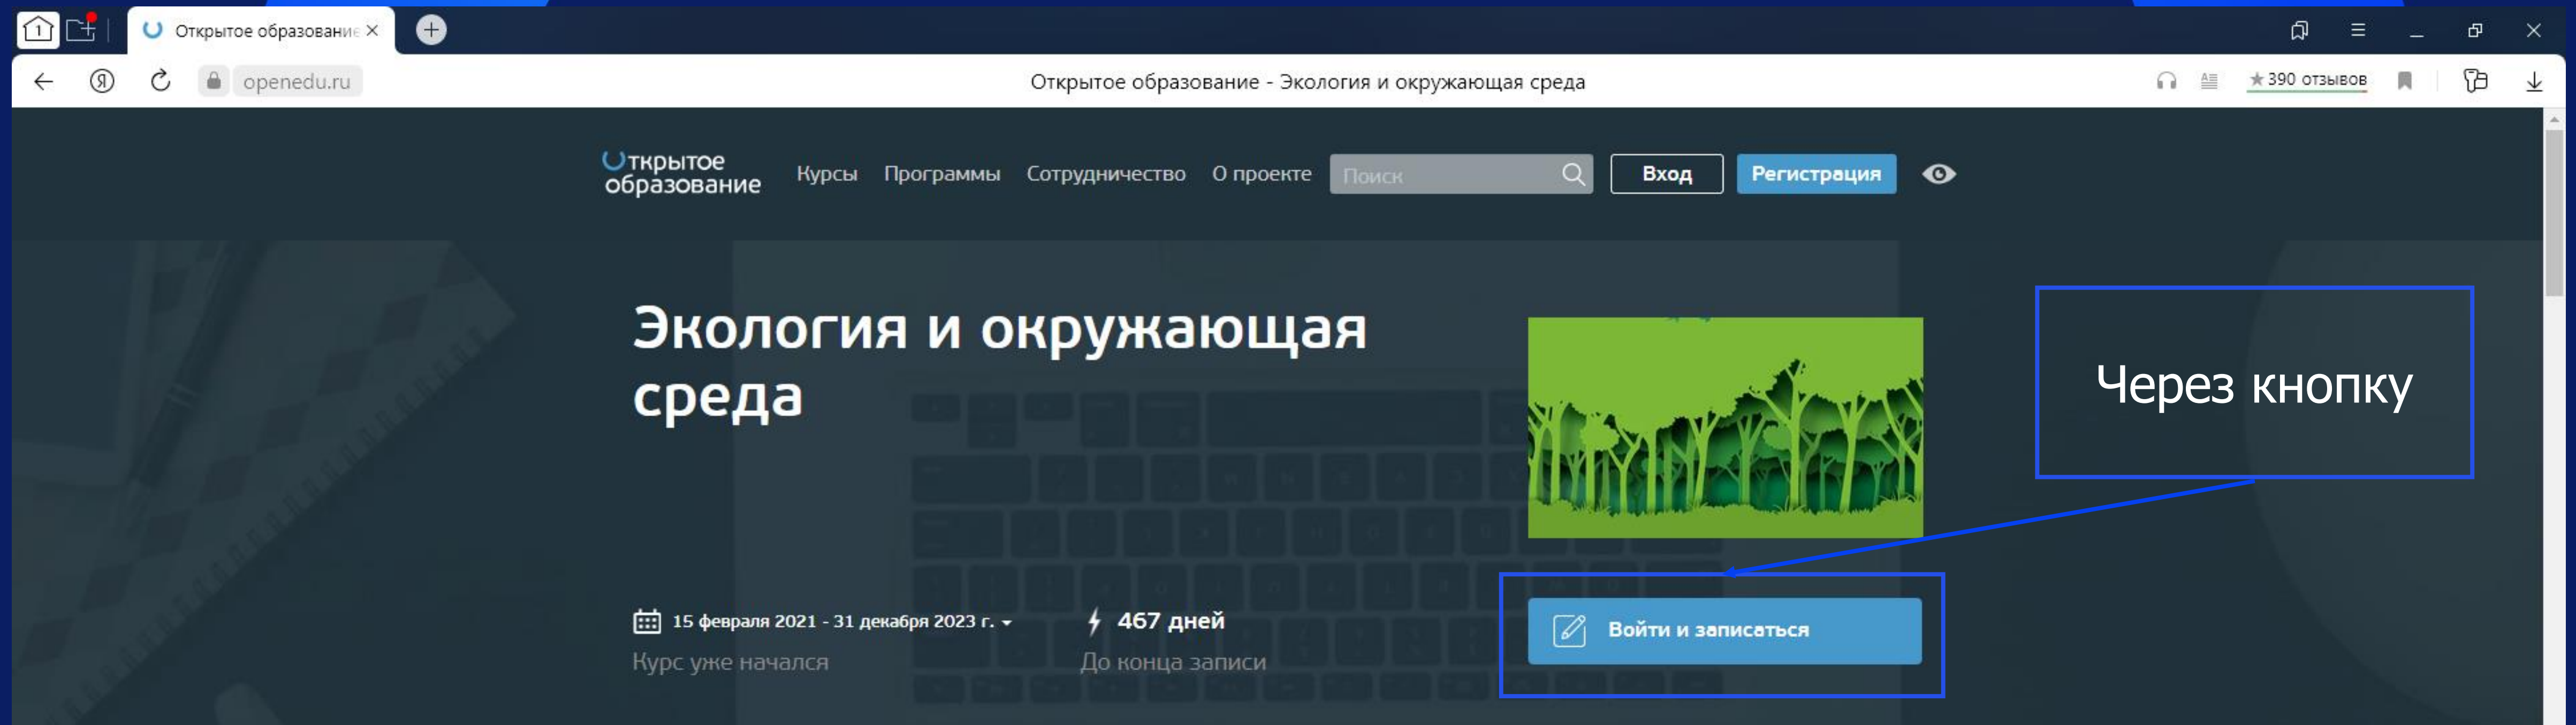 1
Открытое образование
openedu.ru
Открытое образование - Экология и окружающая среда
390 отзывов
Открытое
образование
Курсы Программы Сотрудничество О проекте Поиск Вход Регистрация
Экология и окружающая
среда
Через кнопку
15 февраля 2021 - 31 декабря 2023 г.
Курс уже начался
467 дней
До конца записи
Войти и записаться